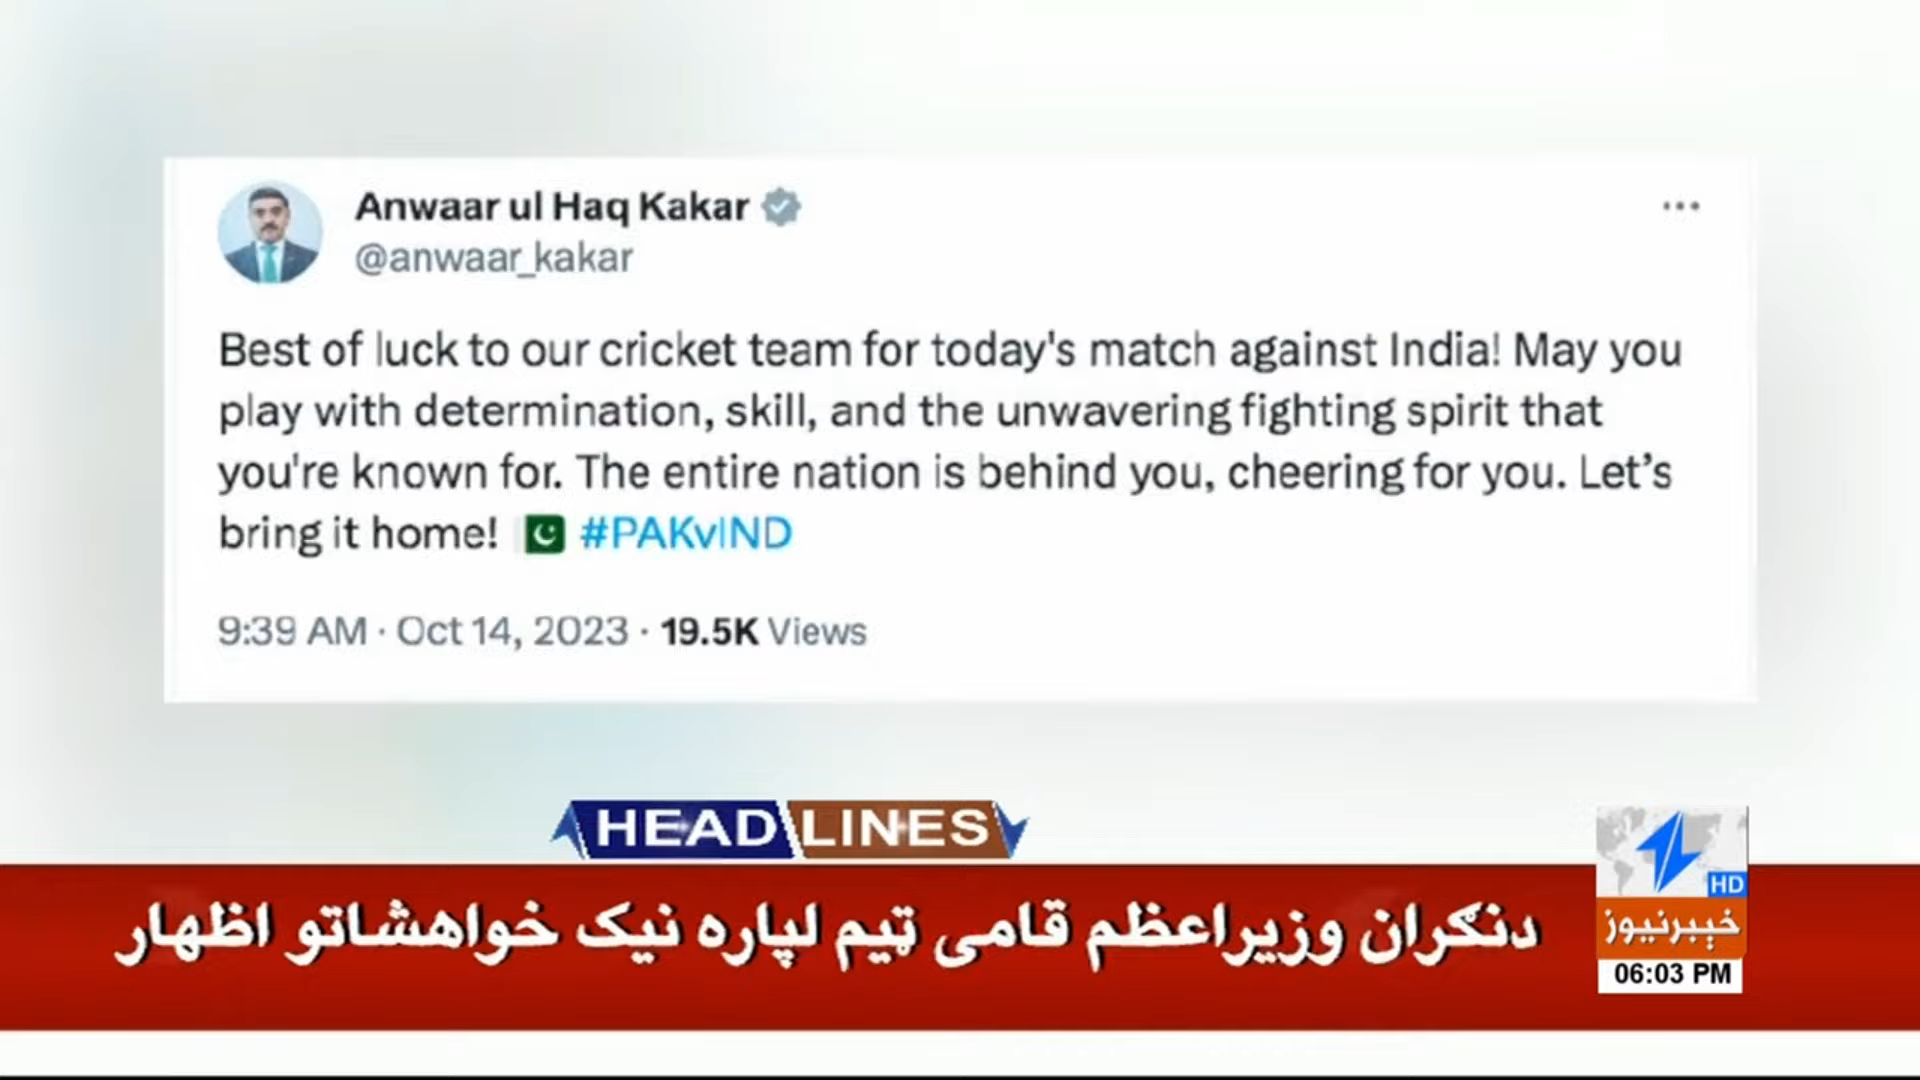 Anwaar ul Haq Kakar
@anwaar_kakar
Best of luck to our cricket team for today's match against India! May you
play with determination, skill, and the unwavering fighting spirit that
you're known for. The entire nation is behind you, cheering for you. Let’s
bring it home! 🇵🇰 #PAKvIND
9:39 AM · Oct 14, 2023 · 19.5K Views
HEADLINES
دنګران وزیراعظم قامی ټیم لپاره نیک خواهشاتو اظهار
HD
خیبرنیوز
06:03 PM